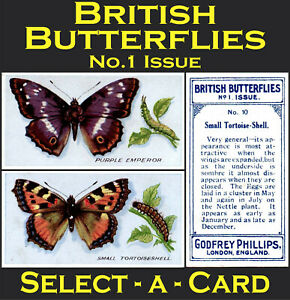 BRITISH
BUTTERFLIES
No.1 ISSUE
PURPLE EMPEROR
SMALL TORTOISESHELL
BRITISH BUTTERFLIES
Nº1. ISSUE.
No. 10
Small Tortoise-Shell.
Very general—its ap-
pearance is most at-
tractive when the
wings are expanded,but
as the underside is
sombre it almost dis-
appears when they are
closed. The Eggs are
laid in a cluster in May
and again in July on
the Nettle plant. It
appears as early as
January and as late as
December.
GODFREY PHILLIPS,
LONDON, ENGLAND.
SELECT - A - CARD